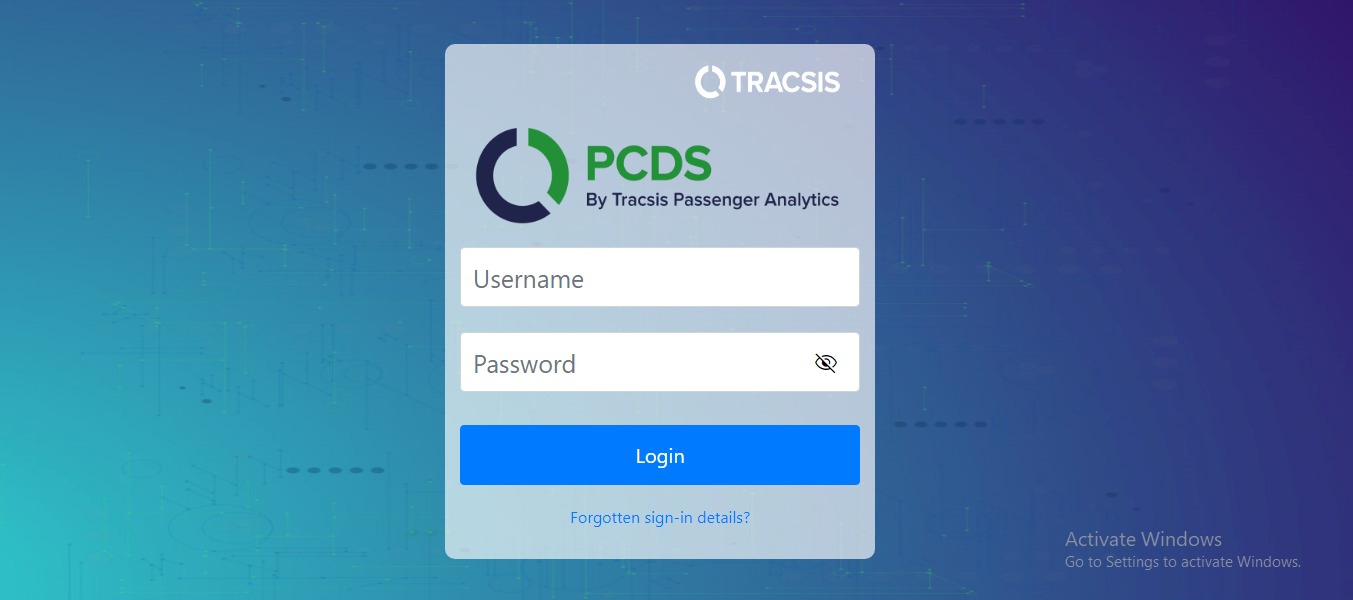 TRACSIS
PCDS
By Tracsis Passenger Analytics
Username
Password
Login
Forgotten sign-in details?
Activate Windows
Go to Settings to activate Windows.